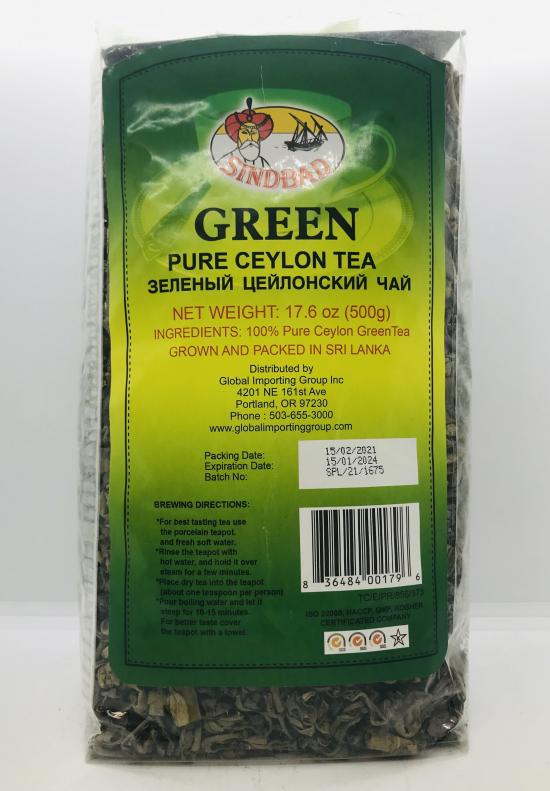 SINDBAD
GREEN
PURE CEYLON TEA
ЗЕЛЕНЫЙ ЦЕЙЛОНСКИЙ ЧАЙ
NET WEIGHT: 17.6 oz (500g)
INGREDIENTS: 100% Pure Ceylon GreenTea
GROWN AND PACKED IN SRI LANKA
Distributed by
Global Importing Group Inc
4201 NE 161st Ave
Portland, OR 97230
Phone : 503-655-3000
www.globalimportinggroup.com
Packing Date: 15/02/2021
Expiration Date: 15/01/2024
Batch No: SPL/21/1675
BREWING DIRECTIONS:
*For best tasting tea use
the porcelain teapot,
and fresh soft water.
*Rinse the teapot with
hot water, and hold it over
steam for a few minutes.
*Place dry tea into the teapot
(about one teaspoon per person)
*Pour boiling water and let it
steep for 10-15 minutes.
For better taste cover
the teapot with a towel.
8 36484 00179 6
TC/E/PR/856/373
ISO 22000, HACCP, GMP, KOSHER
CERTIFICATED COMPANY